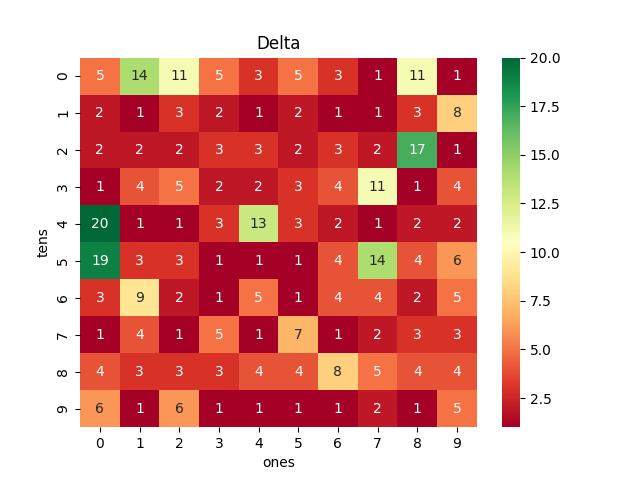 Delta
0 5 14 11 5 3 5 3 1 11 1
1 2 1 3 2 1 2 1 1 3 8
2 2 2 2 3 3 2 3 2 17 1
3 1 4 5 2 2 3 4 11 1 4
4 20 1 1 3 13 3 2 1 2 2
5 19 3 3 1 1 1 4 14 4 6
6 3 9 2 1 5 1 4 4 2 5
7 1 4 1 5 1 7 1 2 3 3
8 4 3 3 3 4 4 8 5 4 4
9 6 1 6 1 1 1 1 2 1 5
0 1 2 3 4 5 6 7 8 9
ones
tens
20.0
17.5
15.0
12.5
10.0
7.5
5.0
2.5